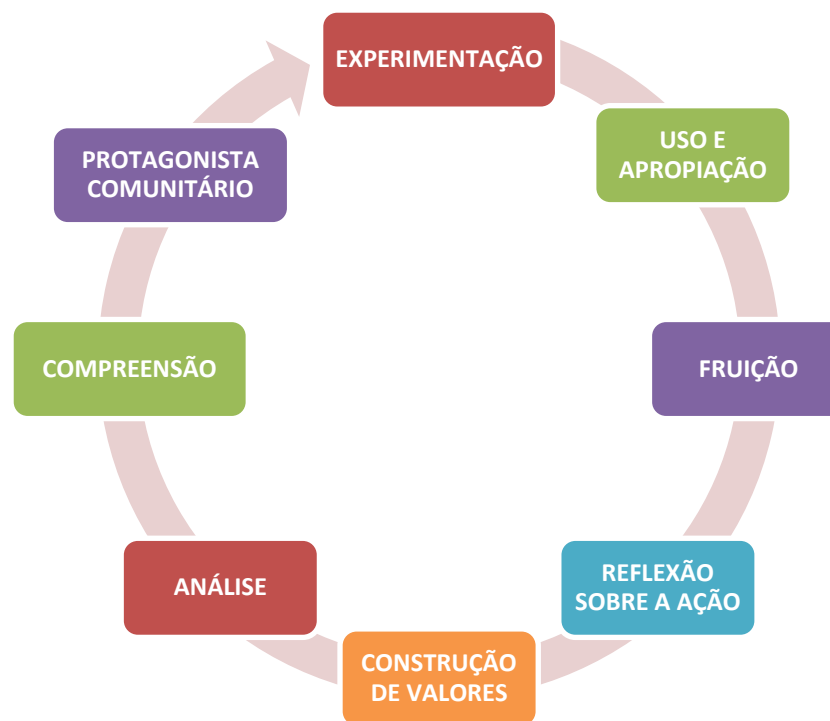 EXPERIMENTAÇÃO
USO E
APROPIAÇÃO
FRUIÇÃO
REFLEXÃO
SOBRE A AÇÃO
CONSTRUÇÃO
DE VALORES
ANÁLISE
COMPREENSÃO
PROTAGONISTA
COMUNITÁRIO